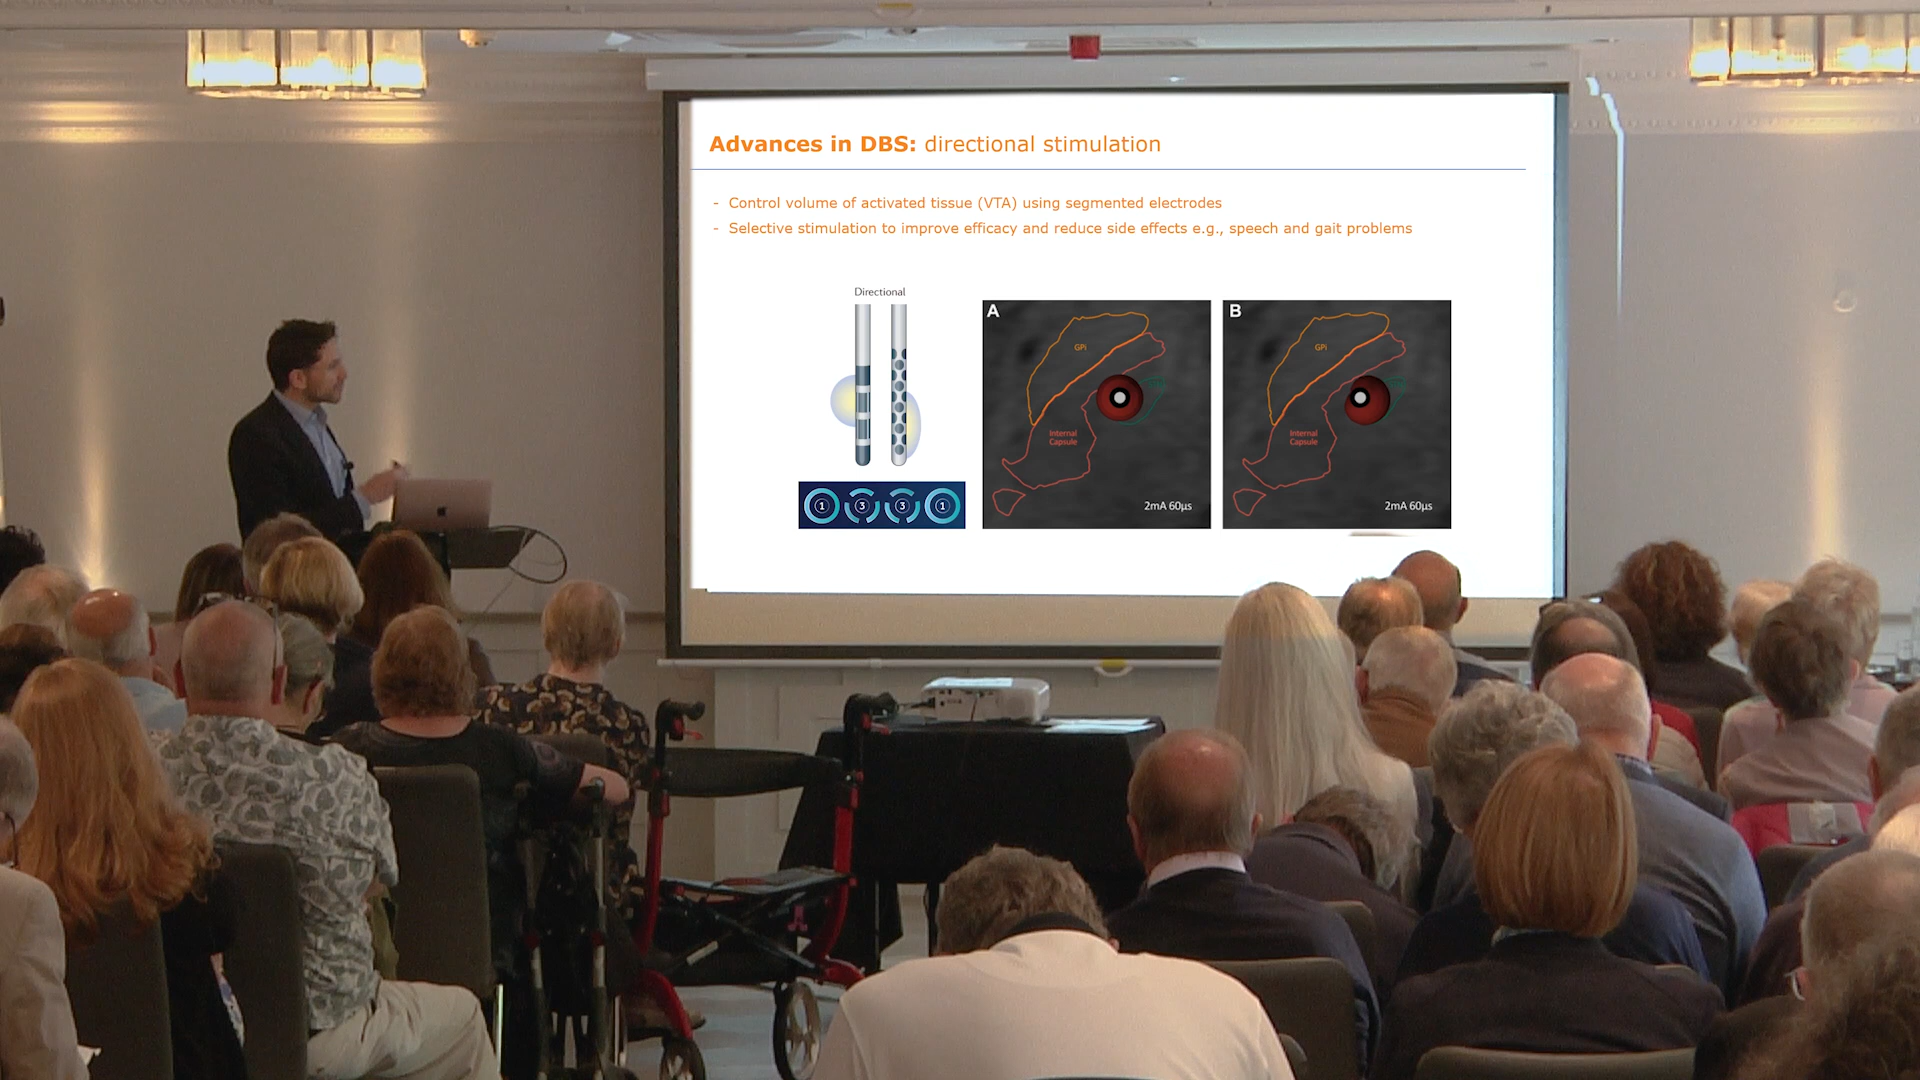 Advances in DBS: directional stimulation
- Control volume of activated tissue (VTA) using segmented electrodes
- Selective stimulation to improve efficacy and reduce side effects e.g., speech and gait problems
Directional
1 3 3 1
A
GPi
Internal
Capsule
2mA 60µs
B
GPi
Internal
Capsule
2mA 60µs